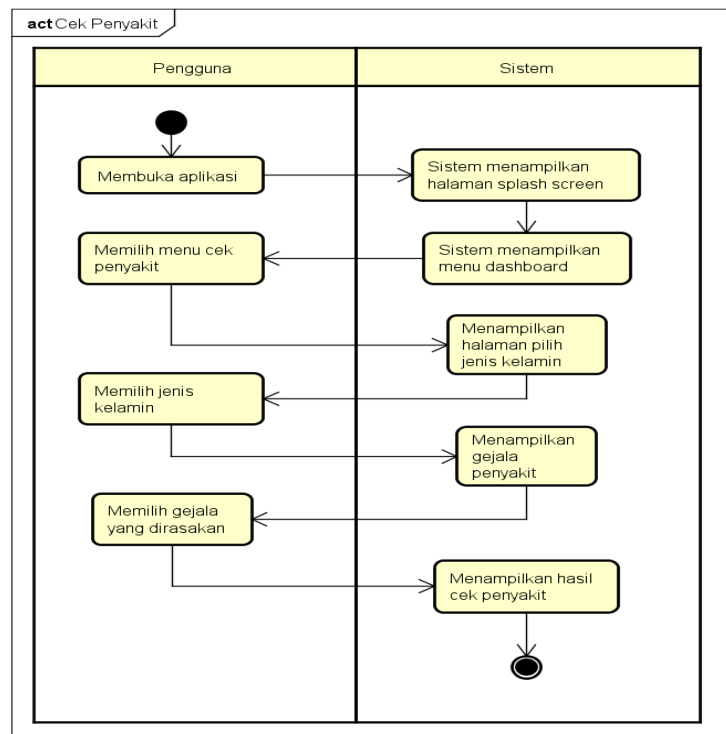 act Cek Penyakit
Pengguna
Sistem
Membuka aplikasi
Sistem menampilkan
halaman splash screen
Sistem menampilkan
menu dashboard
Memilih menu cek
penyakit
Menampilkan
halaman pilih
jenis kelamin
Memilih jenis
kelamin
Menampilkan
gejala
penyakit
Memilih gejala
yang dirasakan
Menampilkan hasil
cek penyakit